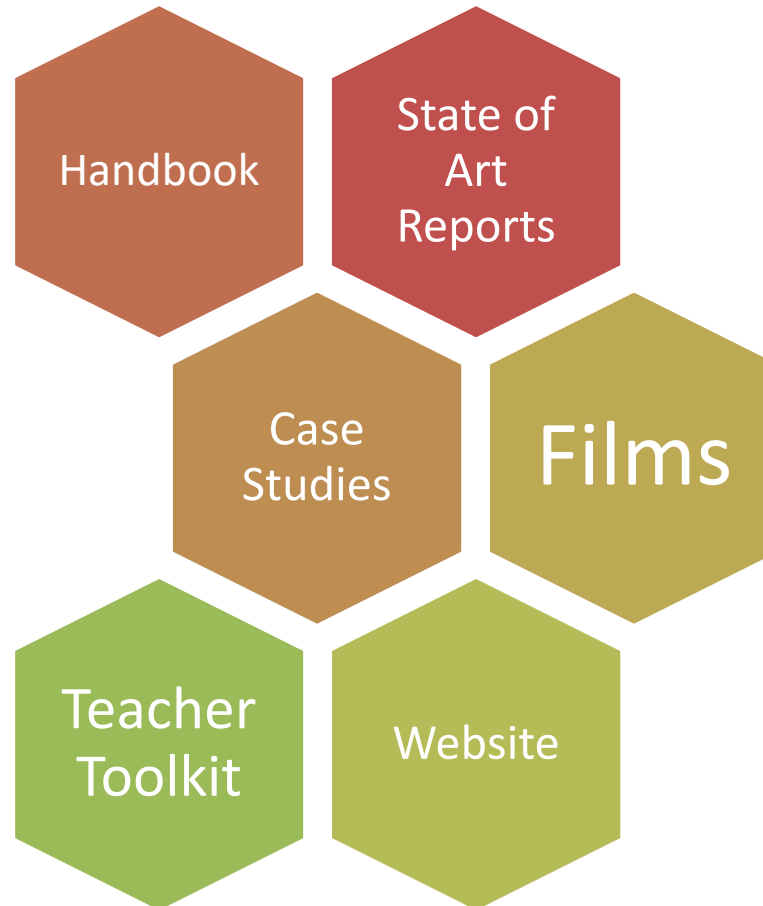 Handbook
State of
Art
Reports
Case
Studies
Films
Teacher
Toolkit
Website